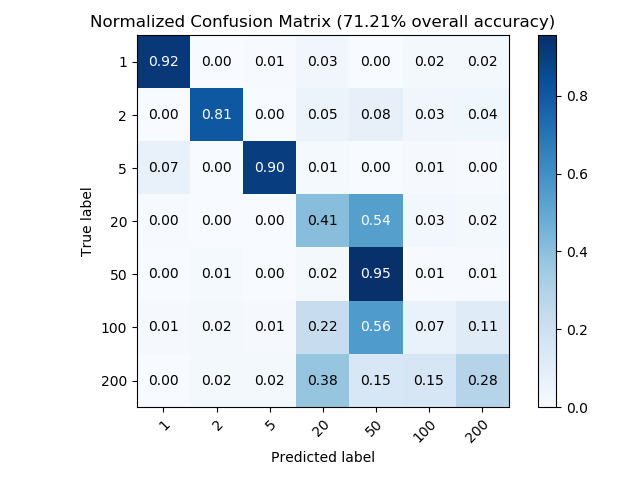 Normalized Confusion Matrix (71.21% overall accuracy)
1 0.92 0.00 0.01 0.03 0.00 0.02 0.02
2 0.00 0.81 0.00 0.05 0.08 0.03 0.04
5 0.07 0.00 0.90 0.01 0.00 0.01 0.00
20 0.00 0.00 0.00 0.41 0.54 0.03 0.02
50 0.00 0.01 0.00 0.02 0.95 0.01 0.01
100 0.01 0.02 0.01 0.22 0.56 0.07 0.11
200 0.00 0.02 0.02 0.38 0.15 0.15 0.28
True label
1 2 5 20 50 100 200
Predicted label
0.8
0.6
0.4
0.2
0.0